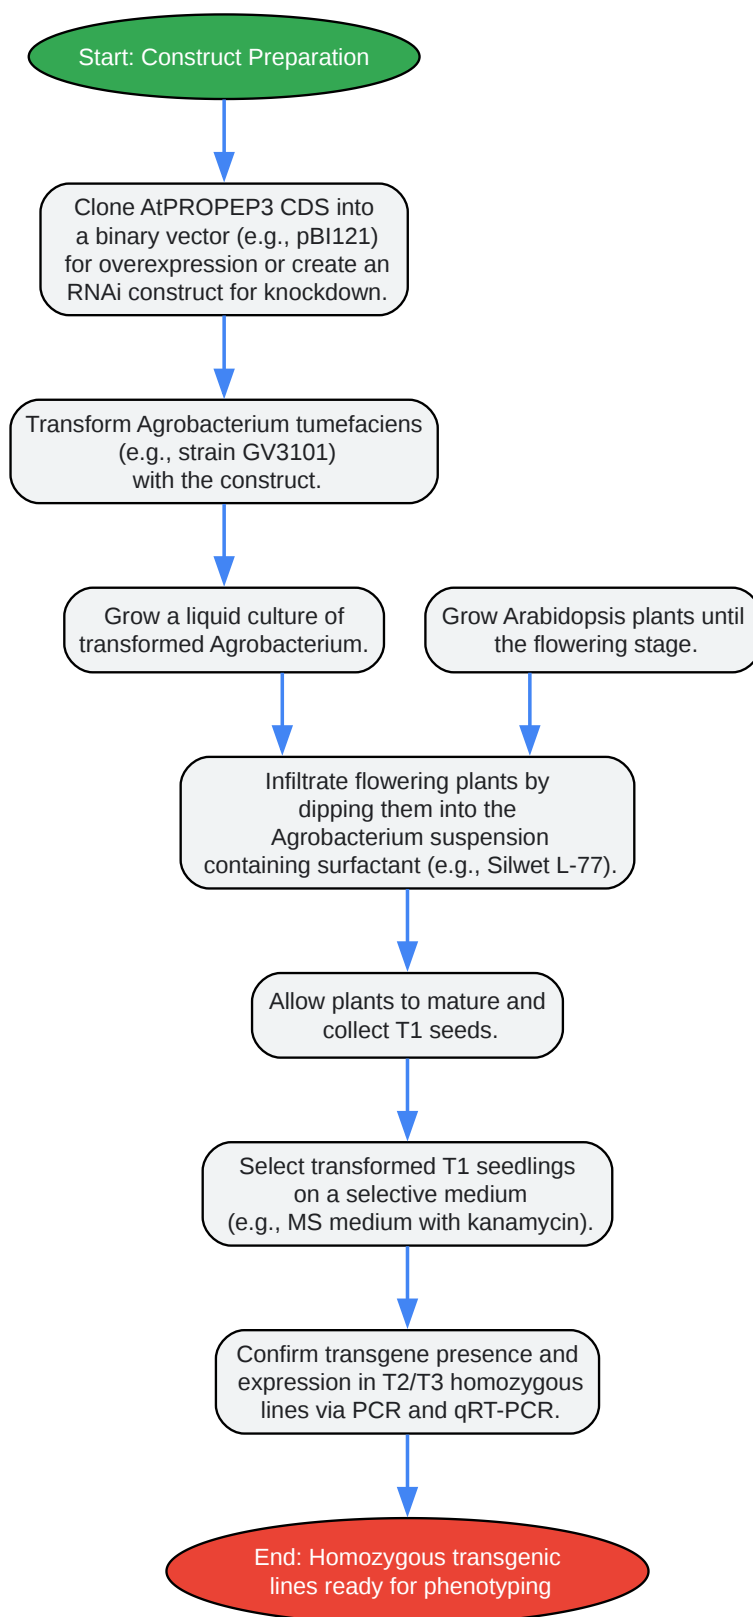 Start: Construct Preparation
Clone AtPROPEP3 CDS into
a binary vector (e.g., pBI121)
for overexpression or create an
RNAi construct for knockdown.
Transform Agrobacterium tumefaciens
(e.g., strain GV3101)
with the construct.
Grow a liquid culture of
transformed Agrobacterium.
Grow Arabidopsis plants until
the flowering stage.
Infiltrate flowering plants by
dipping them into the
Agrobacterium suspension
containing surfactant (e.g., Silwet L-77).
Allow plants to mature and
collect T1 seeds.
Select transformed T1 seedlings
on a selective medium
(e.g., MS medium with kanamycin).
Confirm transgene presence and
expression in T2/T3 homozygous
lines via PCR and qRT-PCR.
End: Homozygous transgenic
lines ready for phenotyping